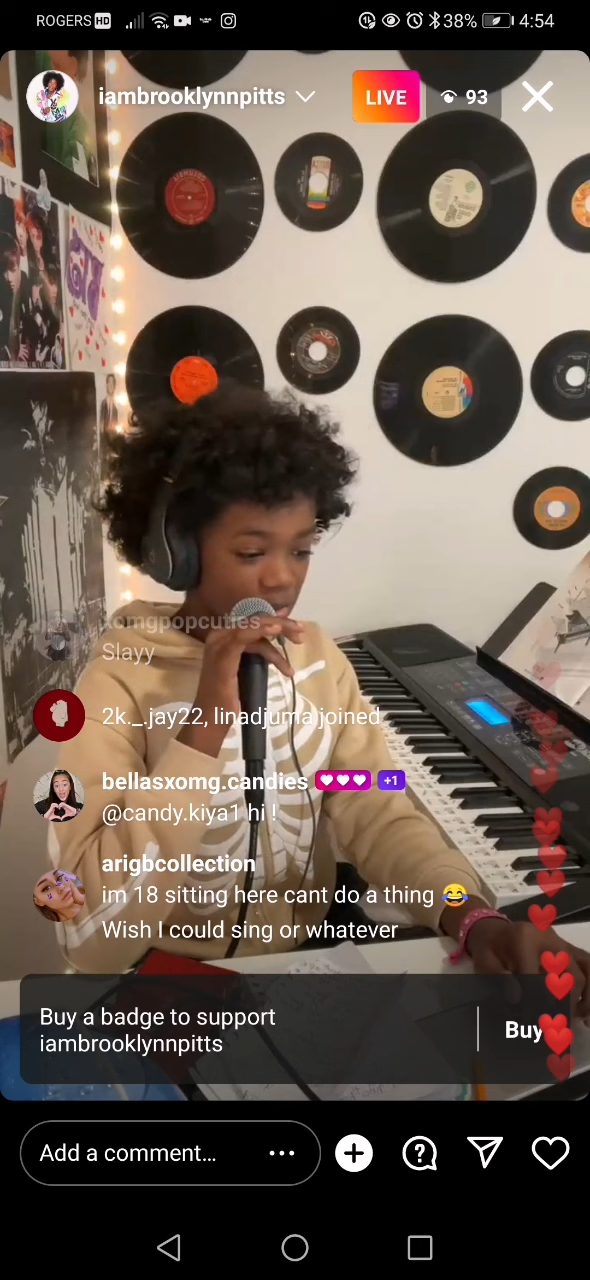 ROGERS HD
38% 4:54
iambrooklynnpitts
LIVE
93
xomgpopcuties
Slayy
2k._.jay22, linadjuma joined
bellasxomg.candies +1
@candy.kiya1 hi !
arigbcollection
im 18 sitting here cant do a thing 😂
Wish I could sing or whatever
Buy a badge to support
iambrooklynnpitts
Buy
Add a comment...